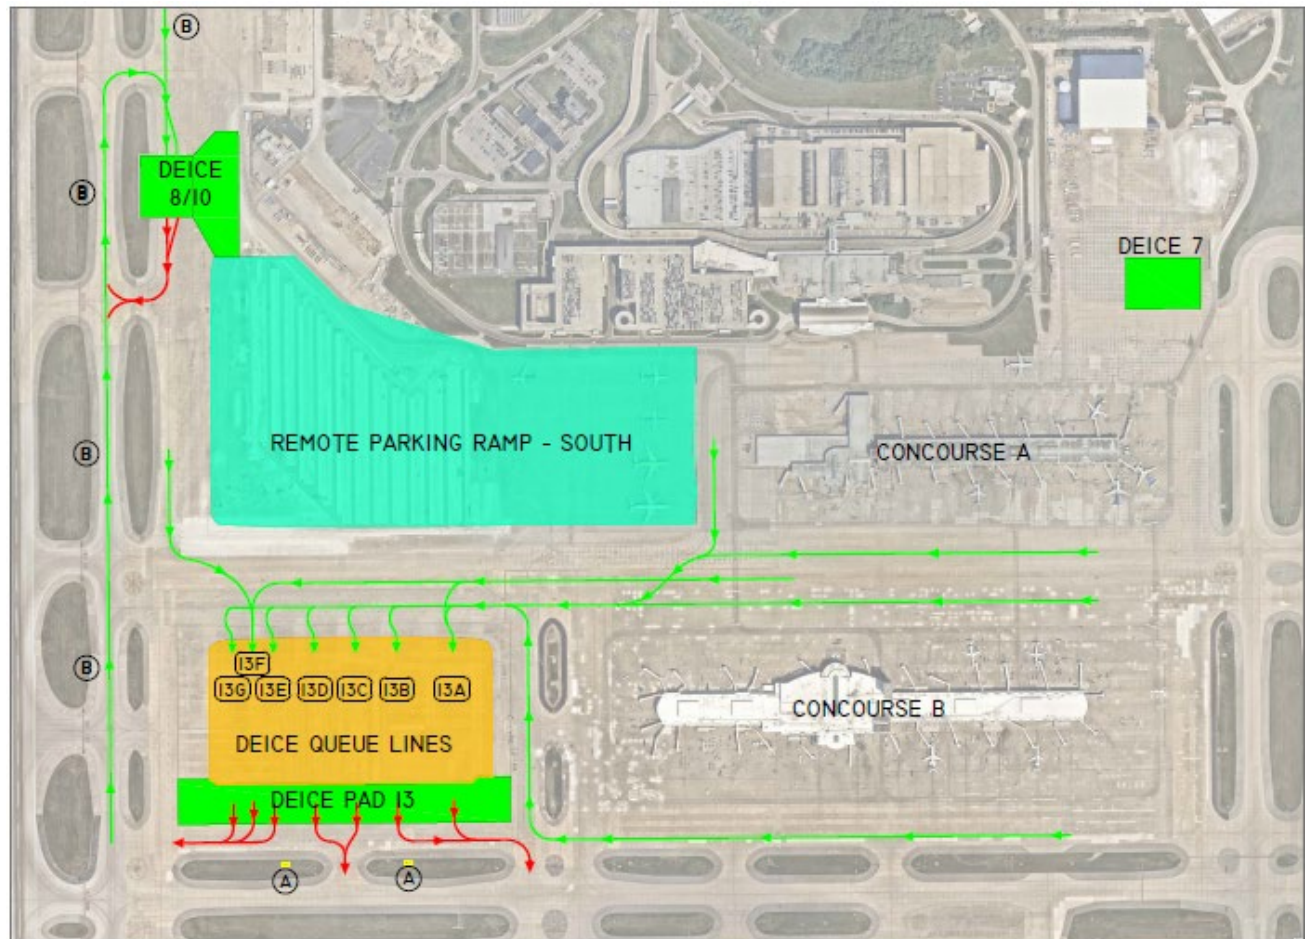 B
DEICE
8/10
B
DEICE 7
REMOTE PARKING RAMP - SOUTH
CONCOURSE A
B
13F
B
13G 13E 13D 13C 13B 13A
CONCOURSE B
DEICE QUEUE LINES
DEICE PAD 13
A A